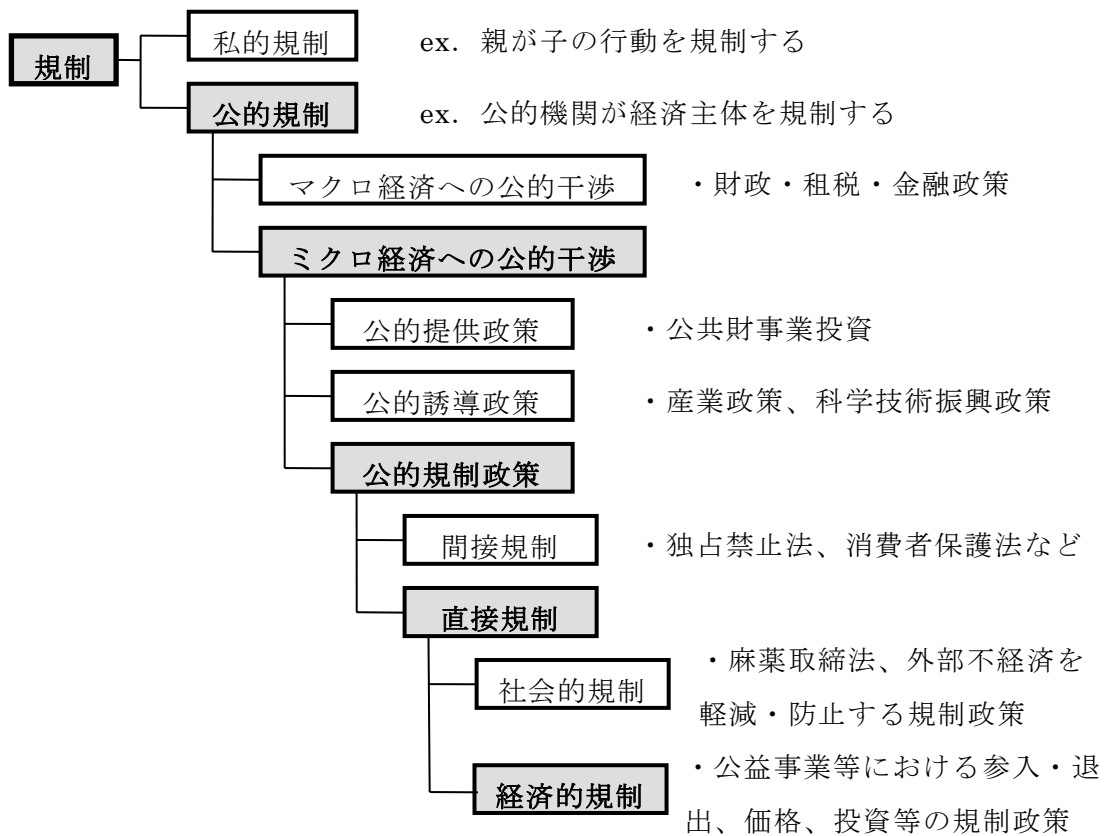 私的規制 ex. 親が子の行動を規制する
規制
公的規制 ex. 公的機関が経済主体を規制する
マクロ経済への公的干渉 ・財政・租税・金融政策
ミクロ経済への公的干渉
公的提供政策 ・公共財事業投資
公的誘導政策 ・産業政策、科学技術振興政策
公的規制政策
間接規制 ・独占禁止法、消費者保護法など
直接規制
社会的規制 ・麻薬取締法、外部不経済を
軽減・防止する規制政策
経済的規制 ・公益事業等における参入・退
出、価格、投資等の規制政策